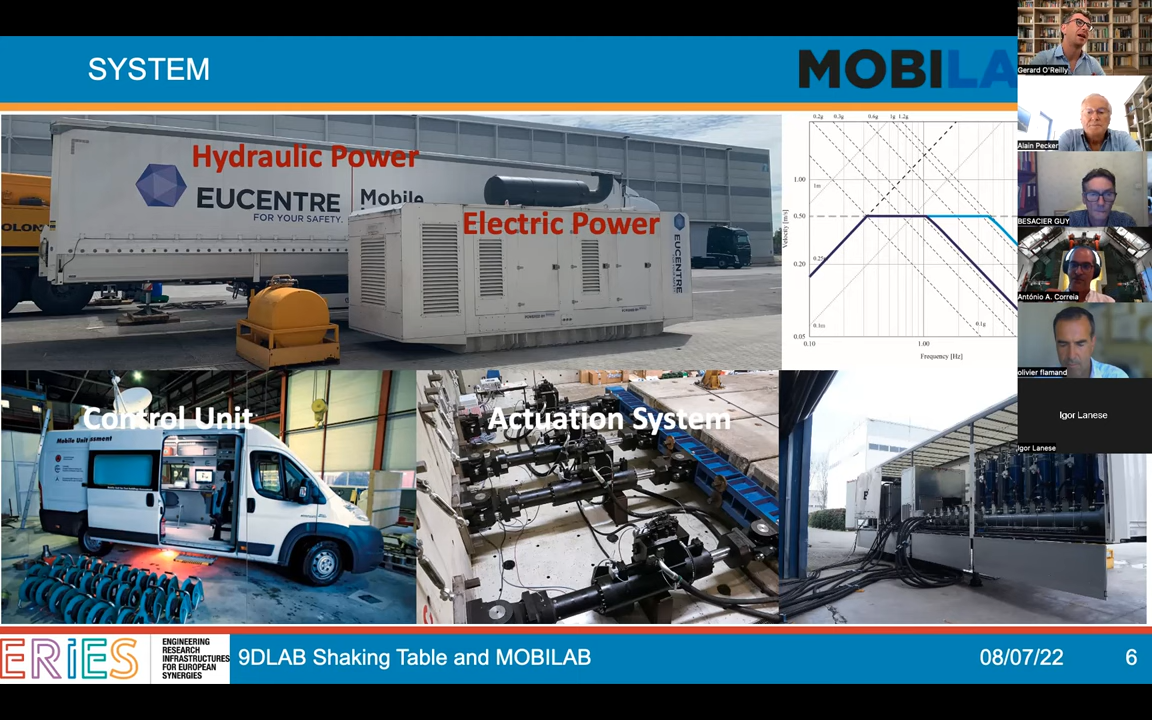 SYSTEM
MOBILA
Gerard O'Reilly
Alain Pecker
BESACIER GUY
António A. Correia
olivier flamand
Igor Lanese
Igor Lanese
Hydraulic Power
EUCENTRE
FOR YOUR SAFETY.
Mobile
Electric Power
EUCENTRE
POWERED BY
OLON
0.2g 0.3g 0.6g 1g 1.2g
1.00
1m
0.50
Velocity [m/s]
0.20
0.25
0.05
0.1m
0.1g
0.10
1.00
Frequency [Hz]
Control Unit
Mobile Unit
Actuation System
ERIES
ENGINEERING
RESEARCH
INFRASTRUCTURES
FOR EUROPEAN
SYNERGIES
9DLAB Shaking Table and MOBILAB
08/07/22
6